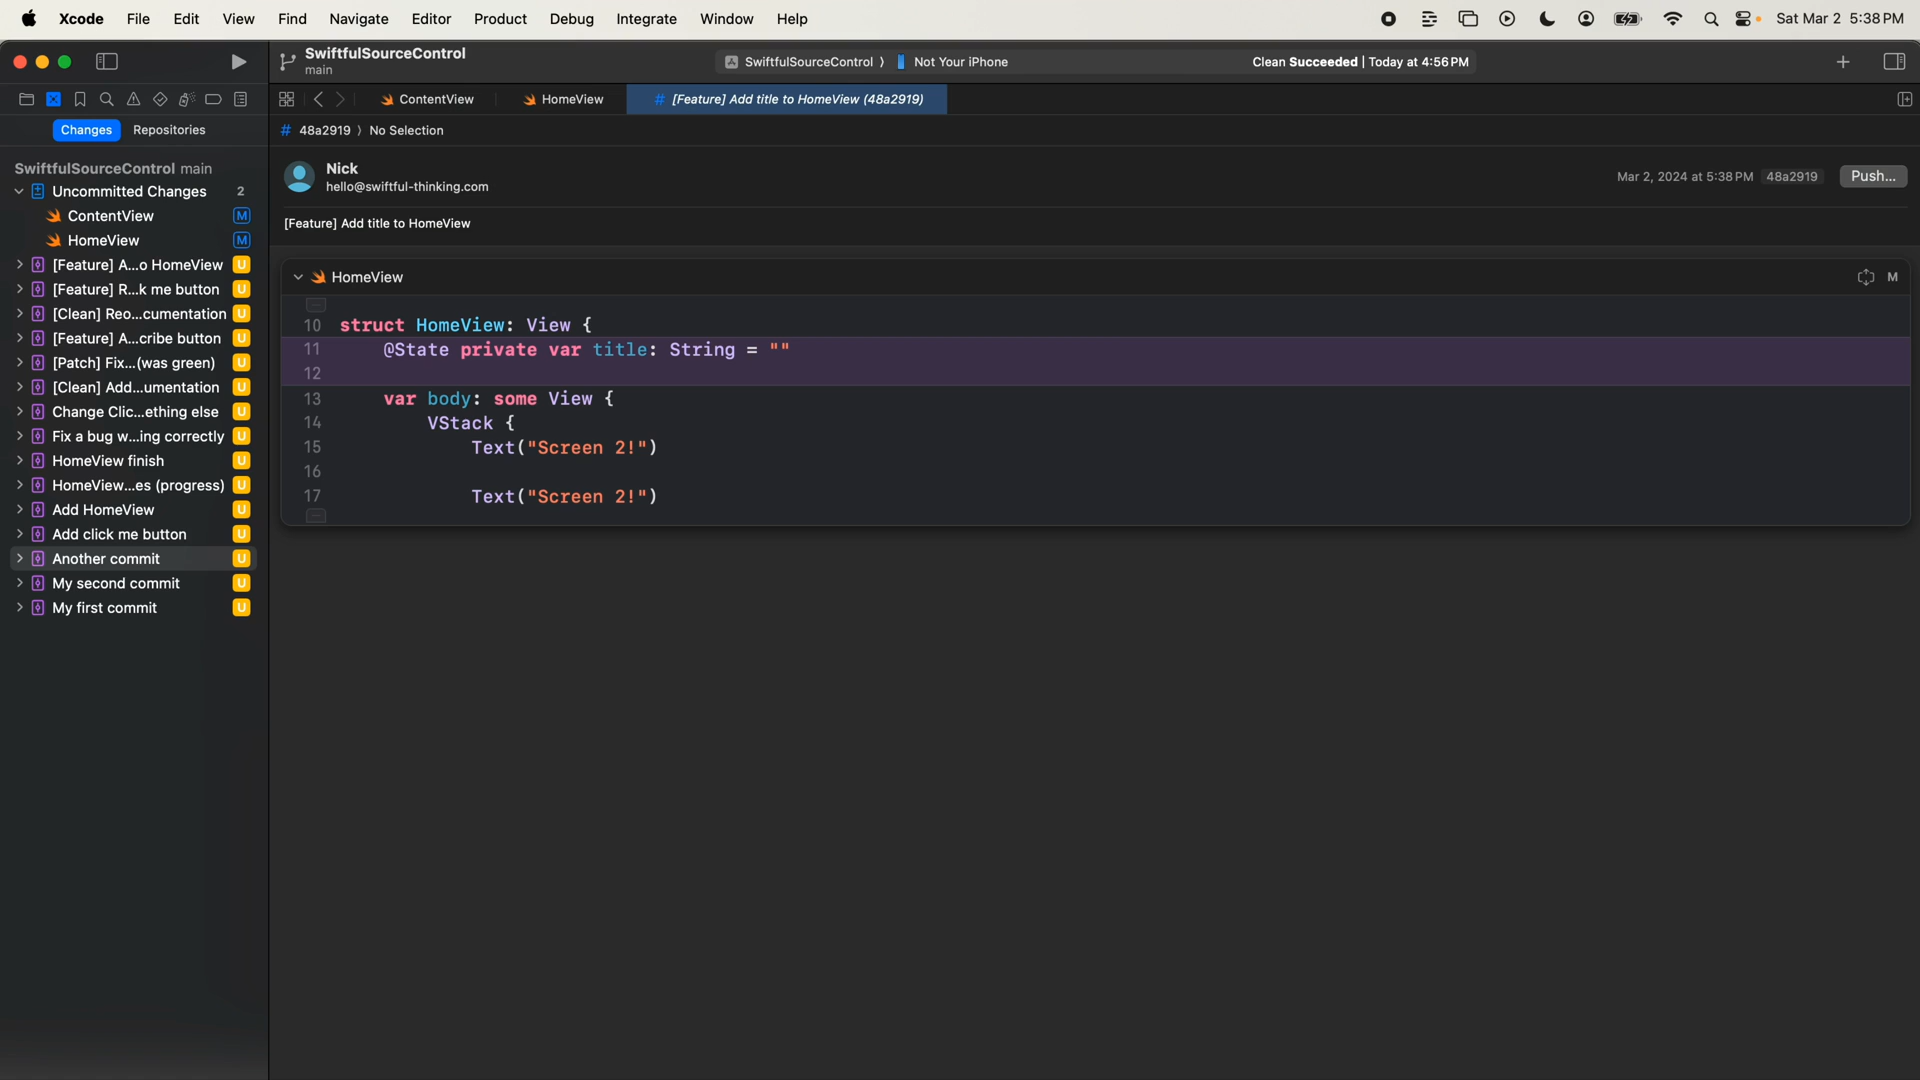 Xcode File Edit View Find Navigate Editor Product Debug Integrate Window Help Sat Mar 2 5:38 PM
SwiftfulSourceControl
main
SwiftfulSourceControl ⟩ Not Your iPhone
Clean Succeeded | Today at 4:56 PM
ContentView HomeView # [Feature] Add title to HomeView (48a2919)
Changes Repositories
# 48a2919 ⟩ No Selection
SwiftfulSourceControl main
Uncommitted Changes 2
ContentView M
HomeView M
[Feature] A...o HomeView U
[Feature] R...k me button U
[Clean] Reo...cumentation U
[Feature] A...cribe button U
[Patch] Fix...(was green) U
[Clean] Add...umentation U
Change Clic...ething else U
Fix a bug w...ing correctly U
HomeView finish U
HomeView...es (progress) U
Add HomeView U
Add click me button U
Another commit U
My second commit U
My first commit U
Nick
hello@swiftful-thinking.com
Mar 2, 2024 at 5:38 PM 48a2919 Push...
[Feature] Add title to HomeView
HomeView M
10 struct HomeView: View {
11 @State private var title: String = ""
12
13 var body: some View {
14 VStack {
15 Text("Screen 2!")
16
17 Text("Screen 2!")